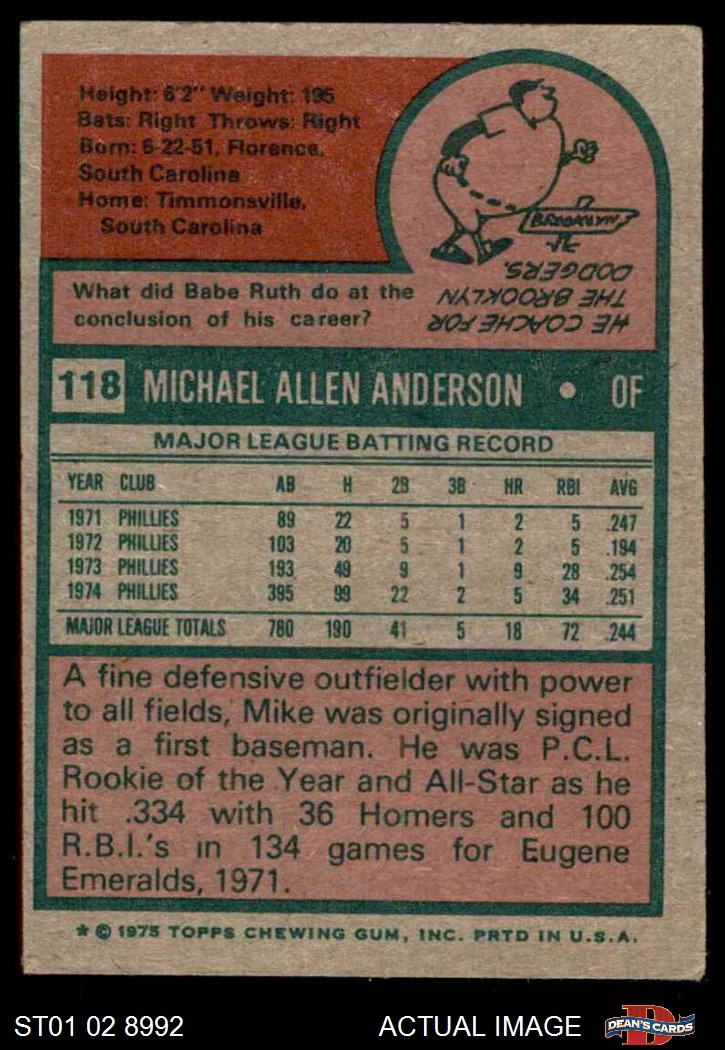 Height: 6'2" Weight: 195
Bats: Right Throws: Right
Born: 6-22-51, Florence,
South Carolina
Home: Timmonsville,
South Carolina
What did Babe Ruth do at the
conclusion of his career?
BROOKLYN
HE COACHED FOR
THE BROOKLYN
DODGERS.
118 MICHAEL ALLEN ANDERSON • OF
MAJOR LEAGUE BATTING RECORD
YEAR CLUB AB H 2B 3B HR RBI AVG
1971 PHILLIES 89 22 5 1 2 5 .247
1972 PHILLIES 103 20 5 1 2 5 .194
1973 PHILLIES 193 49 9 1 9 28 .254
1974 PHILLIES 395 99 22 2 5 34 .251
MAJOR LEAGUE TOTALS 780 190 41 5 18 72 .244
A fine defensive outfielder with power
to all fields, Mike was originally signed
as a first baseman. He was P.C.L.
Rookie of the Year and All-Star as he
hit .334 with 36 Homers and 100
R.B.I.'s in 134 games for Eugene
Emeralds, 1971.
* © 1975 TOPPS CHEWING GUM, INC. PRTD IN U.S.A.
ST01 02 8992 ACTUAL IMAGE
D
DEAN'S CARDS